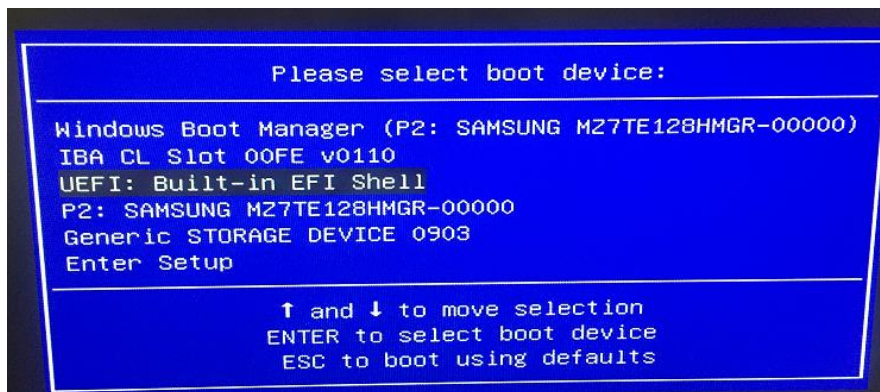 Please select boot device:
Windows Boot Manager (P2: SAMSUNG MZ7TE128HMGR-00000)
IBA CL Slot 00FE v0110
UEFI: Built-in EFI Shell
P2: SAMSUNG MZ7TE128HMGR-00000
Generic STORAGE DEVICE 0903
Enter Setup
↑ and ↓ to move selection
ENTER to select boot device
ESC to boot using defaults